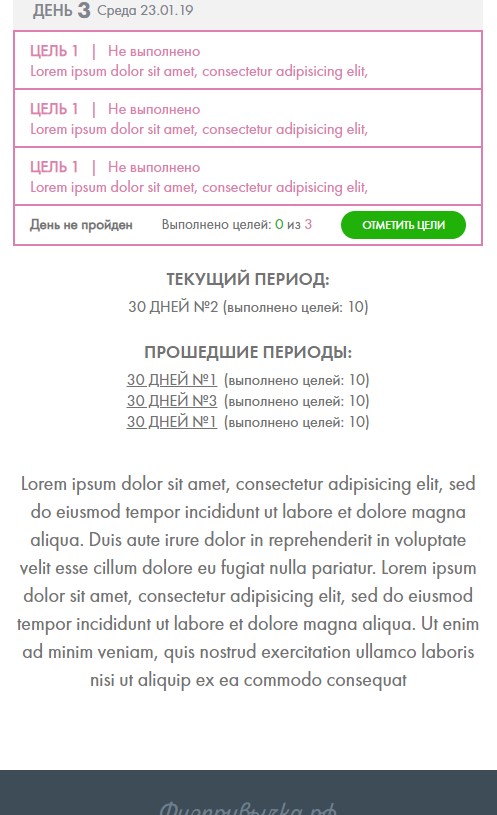 ДЕНЬ 3 Среда 23.01.19
ЦЕЛЬ 1 | Не выполнено
Lorem ipsum dolor sit amet, consectetur adipisicing elit,
ЦЕЛЬ 1 | Не выполнено
Lorem ipsum dolor sit amet, consectetur adipisicing elit,
ЦЕЛЬ 1 | Не выполнено
Lorem ipsum dolor sit amet, consectetur adipisicing elit,
День не пройден Выполнено целей: 0 из 3 ОТМЕТИТЬ ЦЕЛИ
ТЕКУЩИЙ ПЕРИОД:
30 ДНЕЙ №2 (выполнено целей: 10)
ПРОШЕДШИЕ ПЕРИОДЫ:
30 ДНЕЙ №1 (выполнено целей: 10)
30 ДНЕЙ №3 (выполнено целей: 10)
30 ДНЕЙ №1 (выполнено целей: 10)
Lorem ipsum dolor sit amet, consectetur adipisicing elit, sed
do eiusmod tempor incididunt ut labore et dolore magna
aliqua. Duis aute irure dolor in reprehenderit in voluptate
velit esse cillum dolore eu fugiat nulla pariatur. Lorem ipsum
dolor sit amet, consectetur adipisicing elit, sed do eiusmod
tempor incididunt ut labore et dolore magna aliqua. Ut enim
ad minim veniam, quis nostrud exercitation ullamco laboris
nisi ut aliquip ex ea commodo consequat
Физпривычка.рф